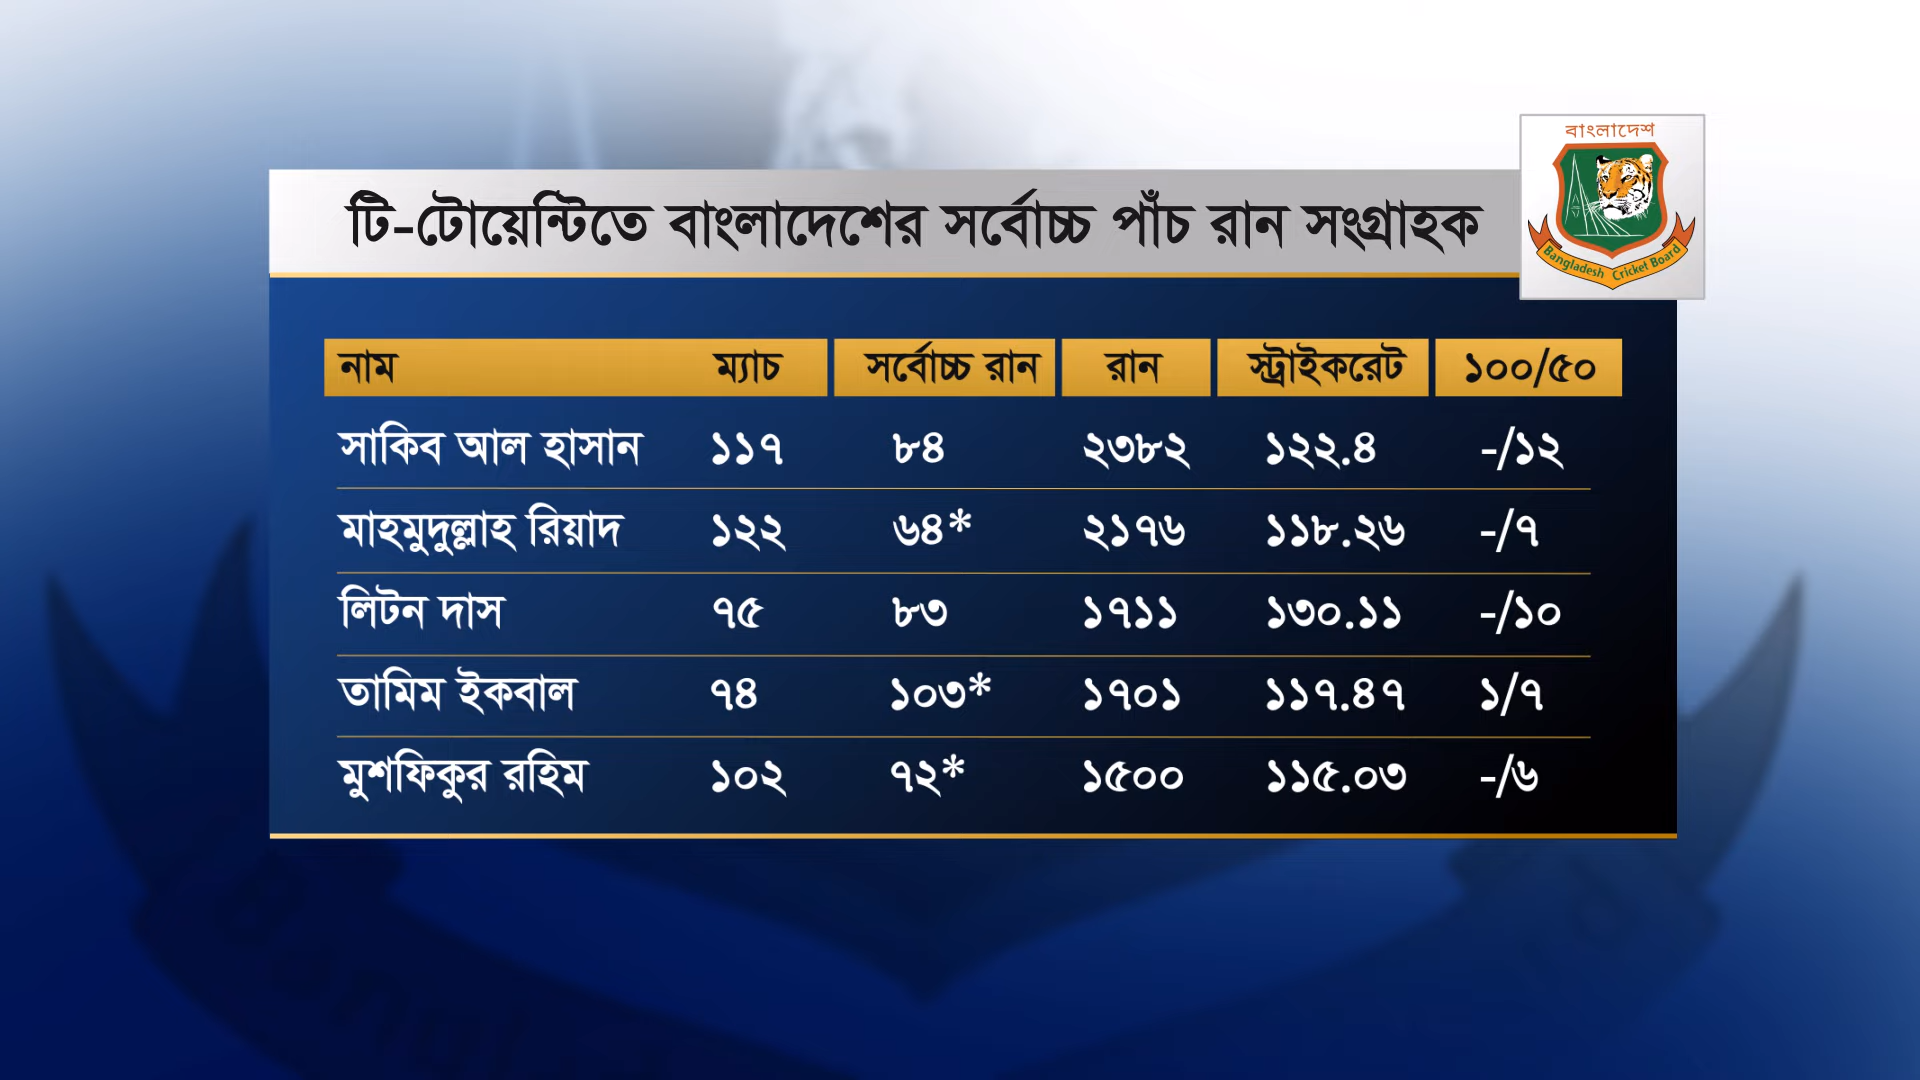 বাংলাদেশ
Bangladesh Cricket Board
টি-টোয়েন্টিতে বাংলাদেশের সর্বোচ্চ পাঁচ রান সংগ্রাহক
নাম ম্যাচ সর্বোচ্চ রান রান স্ট্রাইকরেট ১০০/৫০
সাকিব আল হাসান ১১৭ ৮৪ ২৩৮২ ১২২.৪ -/১২
মাহমুদুল্লাহ রিয়াদ ১২২ ৬৪* ২১৭৬ ১১৮.২৬ -/৭
লিটন দাস ৭৫ ৮৩ ১৭১১ ১৩০.১১ -/১০
তামিম ইকবাল ৭৪ ১০৩* ১৭০১ ১১৭.৪৭ ১/৭
মুশফিকুর রহিম ১০২ ৭২* ১৫০০ ১১৫.০৩ -/৬